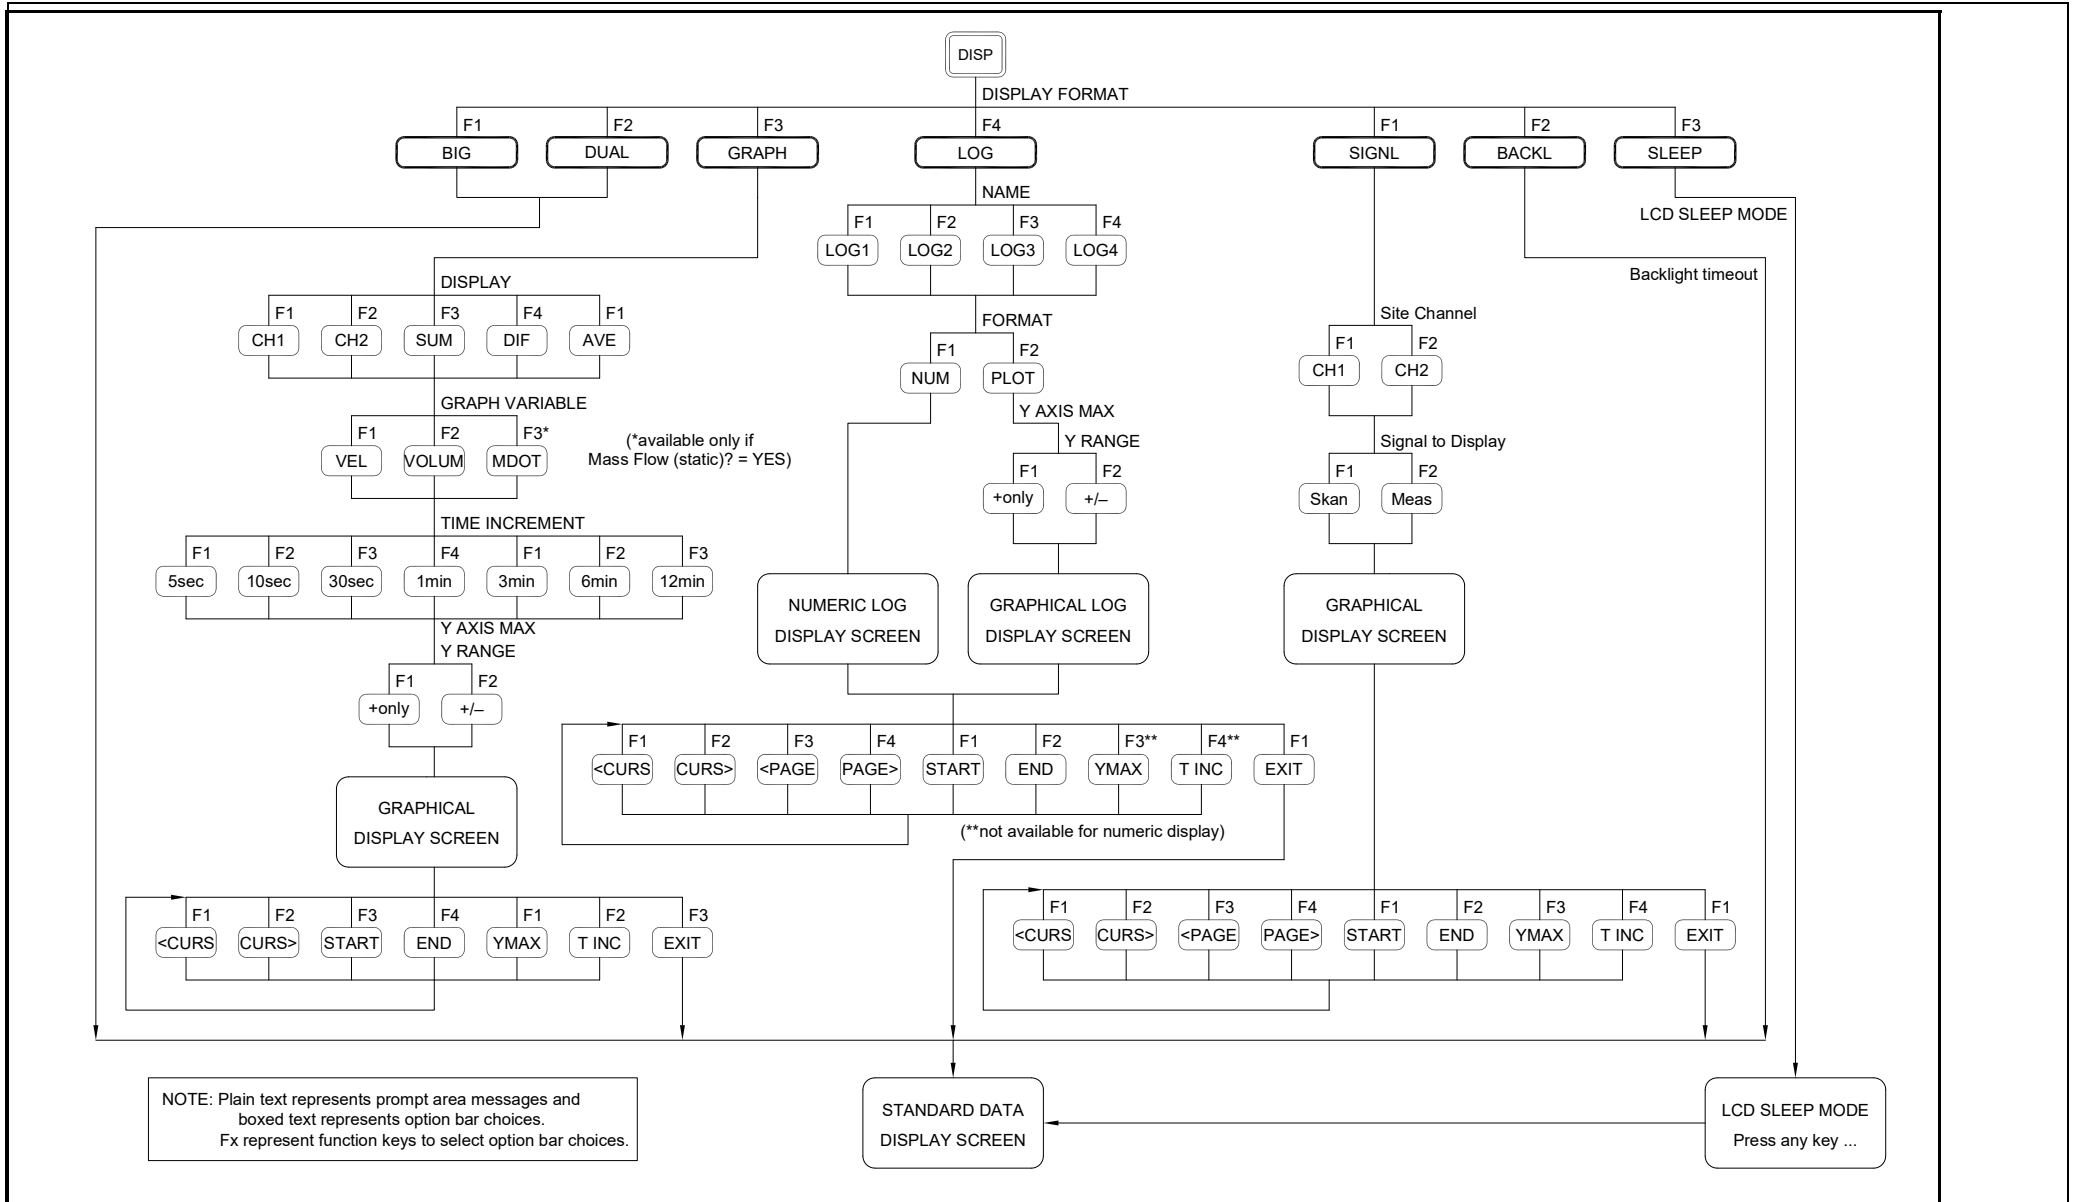 DISP
DISPLAY FORMAT
F1 F2 F3 F4 F1 F2 F3
BIG DUAL GRAPH LOG SIGNL BACKL SLEEP
NAME
LCD SLEEP MODE
F1 F2 F3 F4
LOG1 LOG2 LOG3 LOG4
Backlight timeout
DISPLAY
F1 F2 F3 F4 F1
CH1 CH2 SUM DIF AVE
FORMAT
F1 F2
NUM PLOT
Site Channel
F1 F2
CH1 CH2
GRAPH VARIABLE
F1 F2 F3*
VEL VOLUM MDOT
(*available only if
Mass Flow (static)? = YES)
Y AXIS MAX
Y RANGE
F1 F2
+only +/–
Signal to Display
F1 F2
Skan Meas
TIME INCREMENT
F1 F2 F3 F4 F1 F2 F3
5sec 10sec 30sec 1min 3min 6min 12min
Y AXIS MAX
Y RANGE
F1 F2
+only +/–
NUMERIC LOG
DISPLAY SCREEN
GRAPHICAL LOG
DISPLAY SCREEN
GRAPHICAL
DISPLAY SCREEN
F1 F2 F3 F4 F1 F2 F3** F4** F1
<CURS CURS> <PAGE PAGE> START END YMAX T INC EXIT
(**not available for numeric display)
GRAPHICAL
DISPLAY SCREEN
F1 F2 F3 F4 F1 F2 F3
<CURS CURS> START END YMAX T INC EXIT
F1 F2 F3 F4 F1 F2 F3 F4 F1
<CURS CURS> <PAGE PAGE> START END YMAX T INC EXIT
NOTE: Plain text represents prompt area messages and
boxed text represents option bar choices.
Fx represent function keys to select option bar choices.
STANDARD DATA
DISPLAY SCREEN
LCD SLEEP MODE
Press any key ...